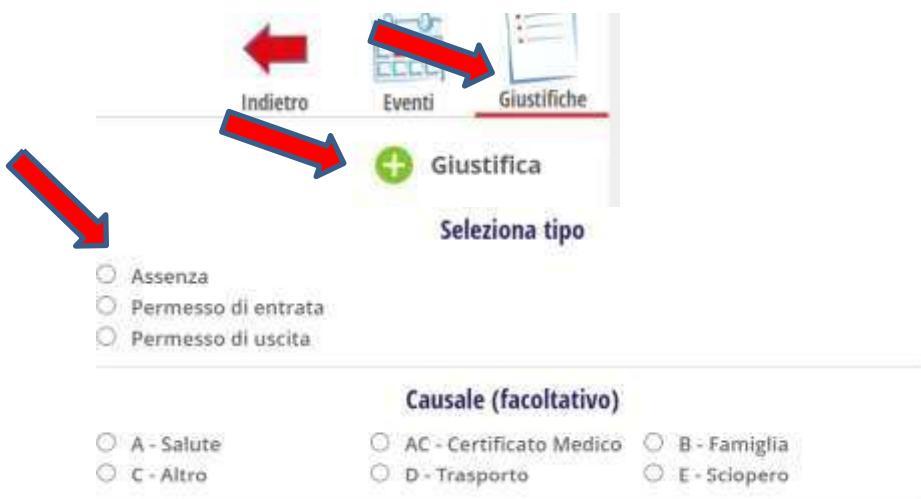 Indietro Eventi Giustifiche
Giustifica
Seleziona tipo
Assenza
Permesso di entrata
Permesso di uscita
Causale (facoltativo)
A - Salute AC - Certificato Medico B - Famiglia
C - Altro D - Trasporto E - Sciopero